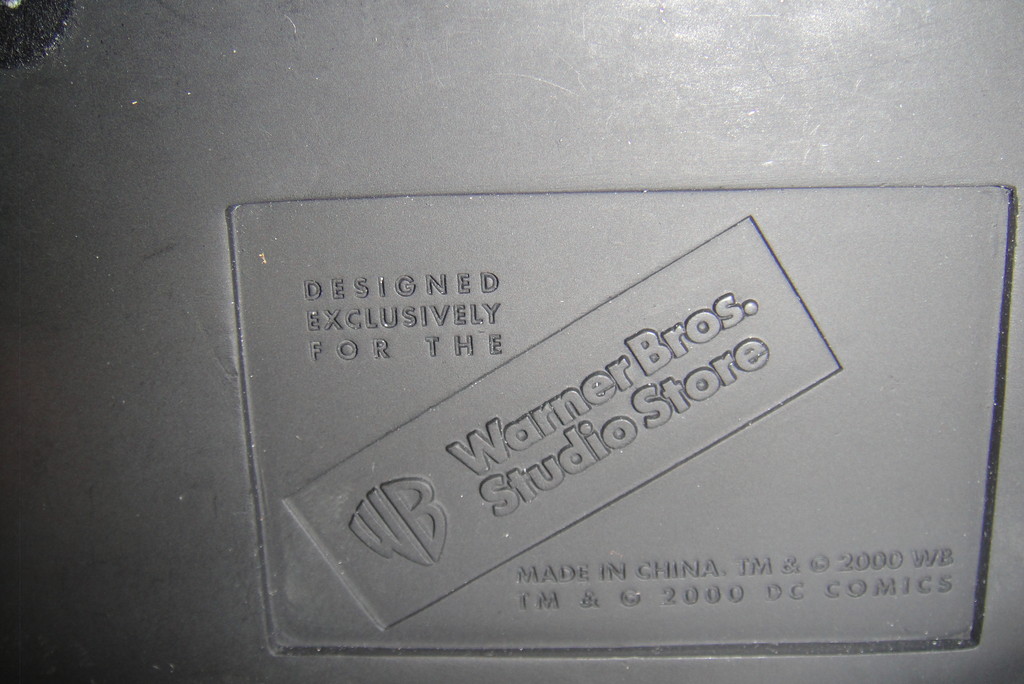 DESIGNED
EXCLUSIVELY
FOR THE
WB
Warner Bros.
Studio Store
MADE IN CHINA. TM & © 2000 WB
TM & © 2000 DC COMICS